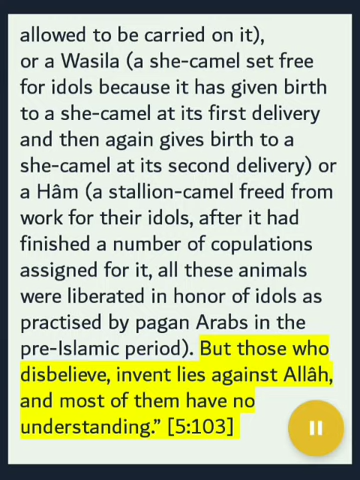 allowed to be carried on it),
or a Wasila (a she-camel set free
for idols because it has given birth
to a she-camel at its first delivery
and then again gives birth to a
she-camel at its second delivery) or
a Hâm (a stallion-camel freed from
work for their idols, after it had
finished a number of copulations
assigned for it, all these animals
were liberated in honor of idols as
practised by pagan Arabs in the
pre-Islamic period). But those who
disbelieve, invent lies against Allâh,
and most of them have no
understanding.” [5:103]